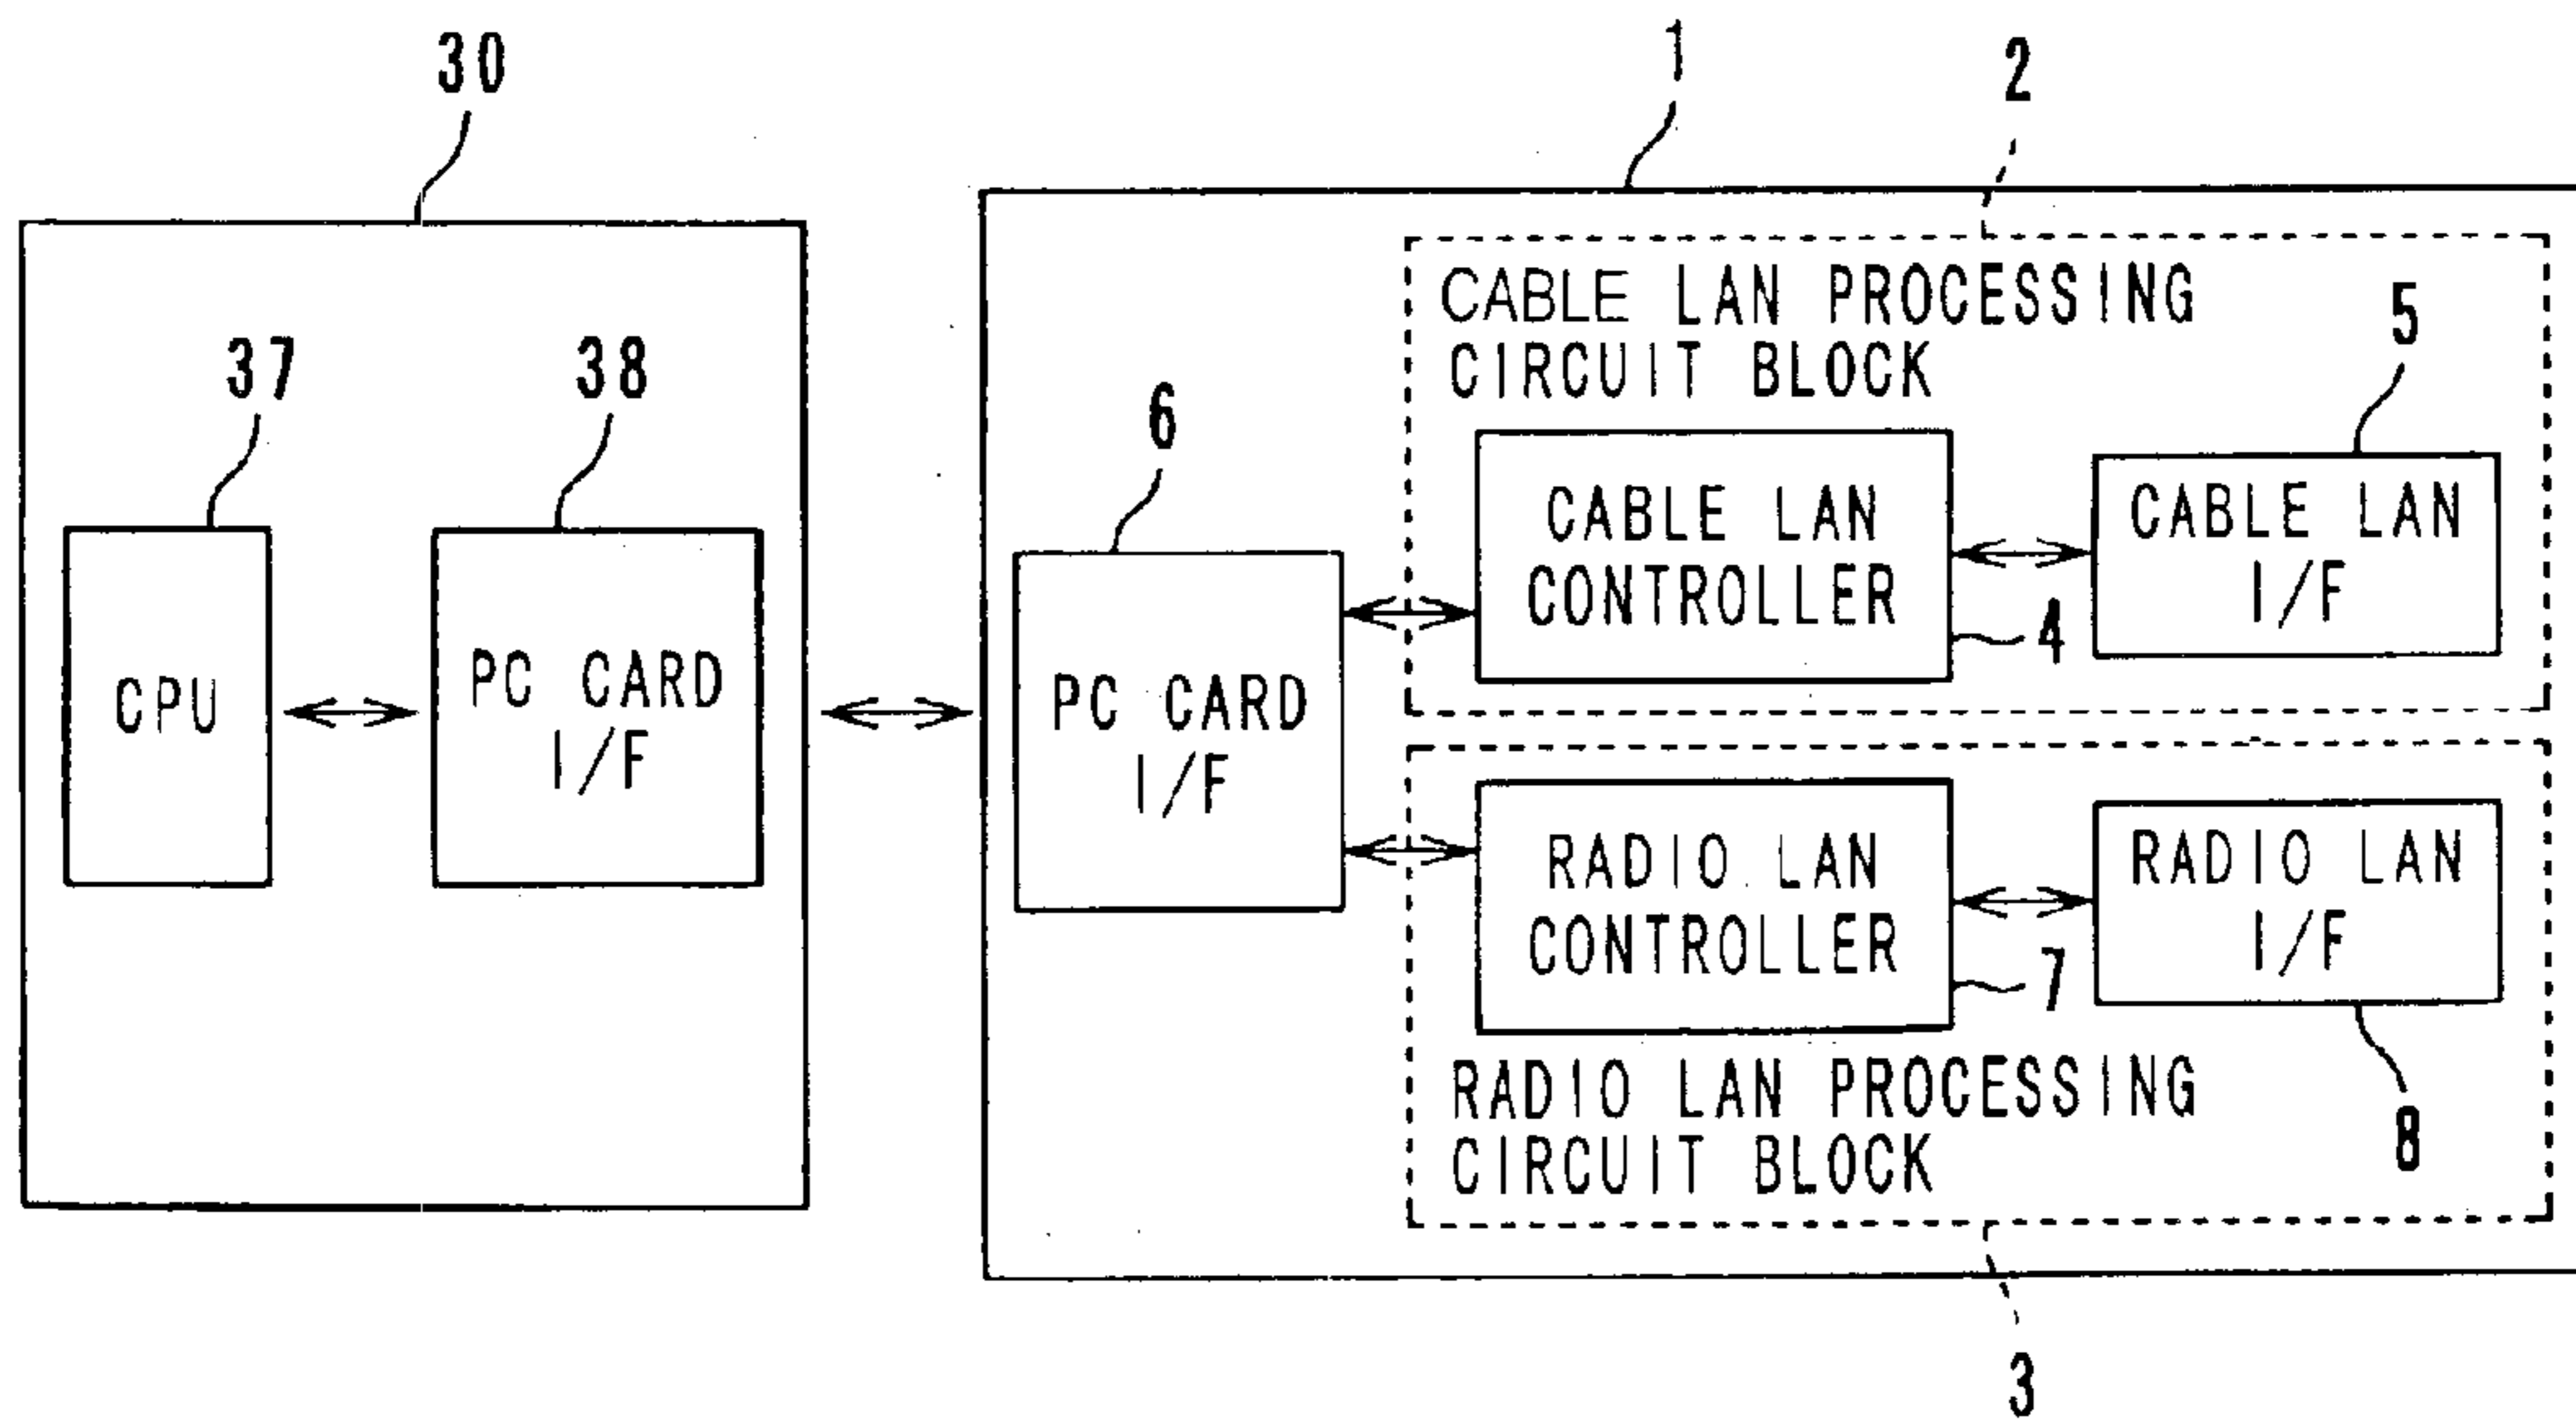 30
1
2
37
38
6
CABLE LAN PROCESSING
CIRCUIT BLOCK
5
CPU
PC CARD
I/F
PC CARD
I/F
CABLE LAN
CONTROLLER
4
CABLE LAN
I/F
RADIO LAN
CONTROLLER
7
RADIO LAN
I/F
RADIO LAN PROCESSING
CIRCUIT BLOCK
8
3